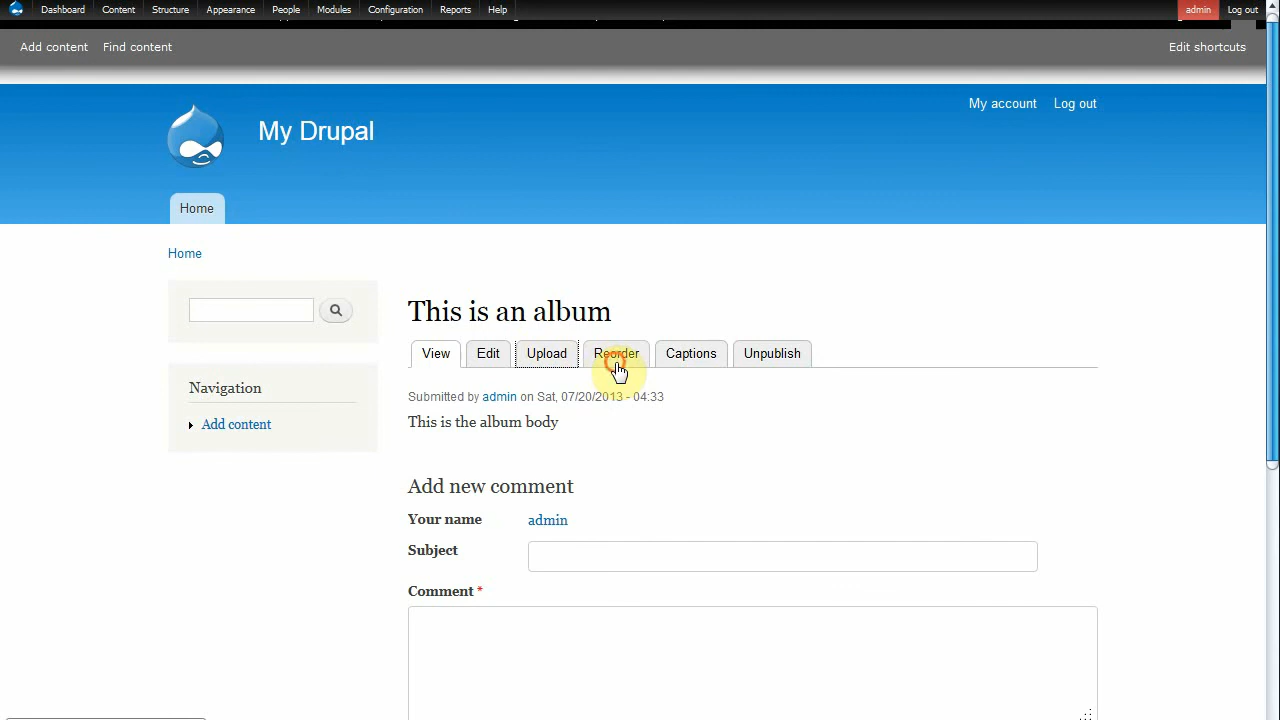 Dashboard Content Structure Appearance People Modules Configuration Reports Help admin Log out
Add content Find content Edit shortcuts
My account Log out
My Drupal
Home
Home
This is an album
View Edit Upload Reorder Captions Unpublish
Submitted by admin on Sat, 07/20/2013 - 04:33
This is the album body
Navigation
Add content
Add new comment
Your name admin
Subject
Comment *